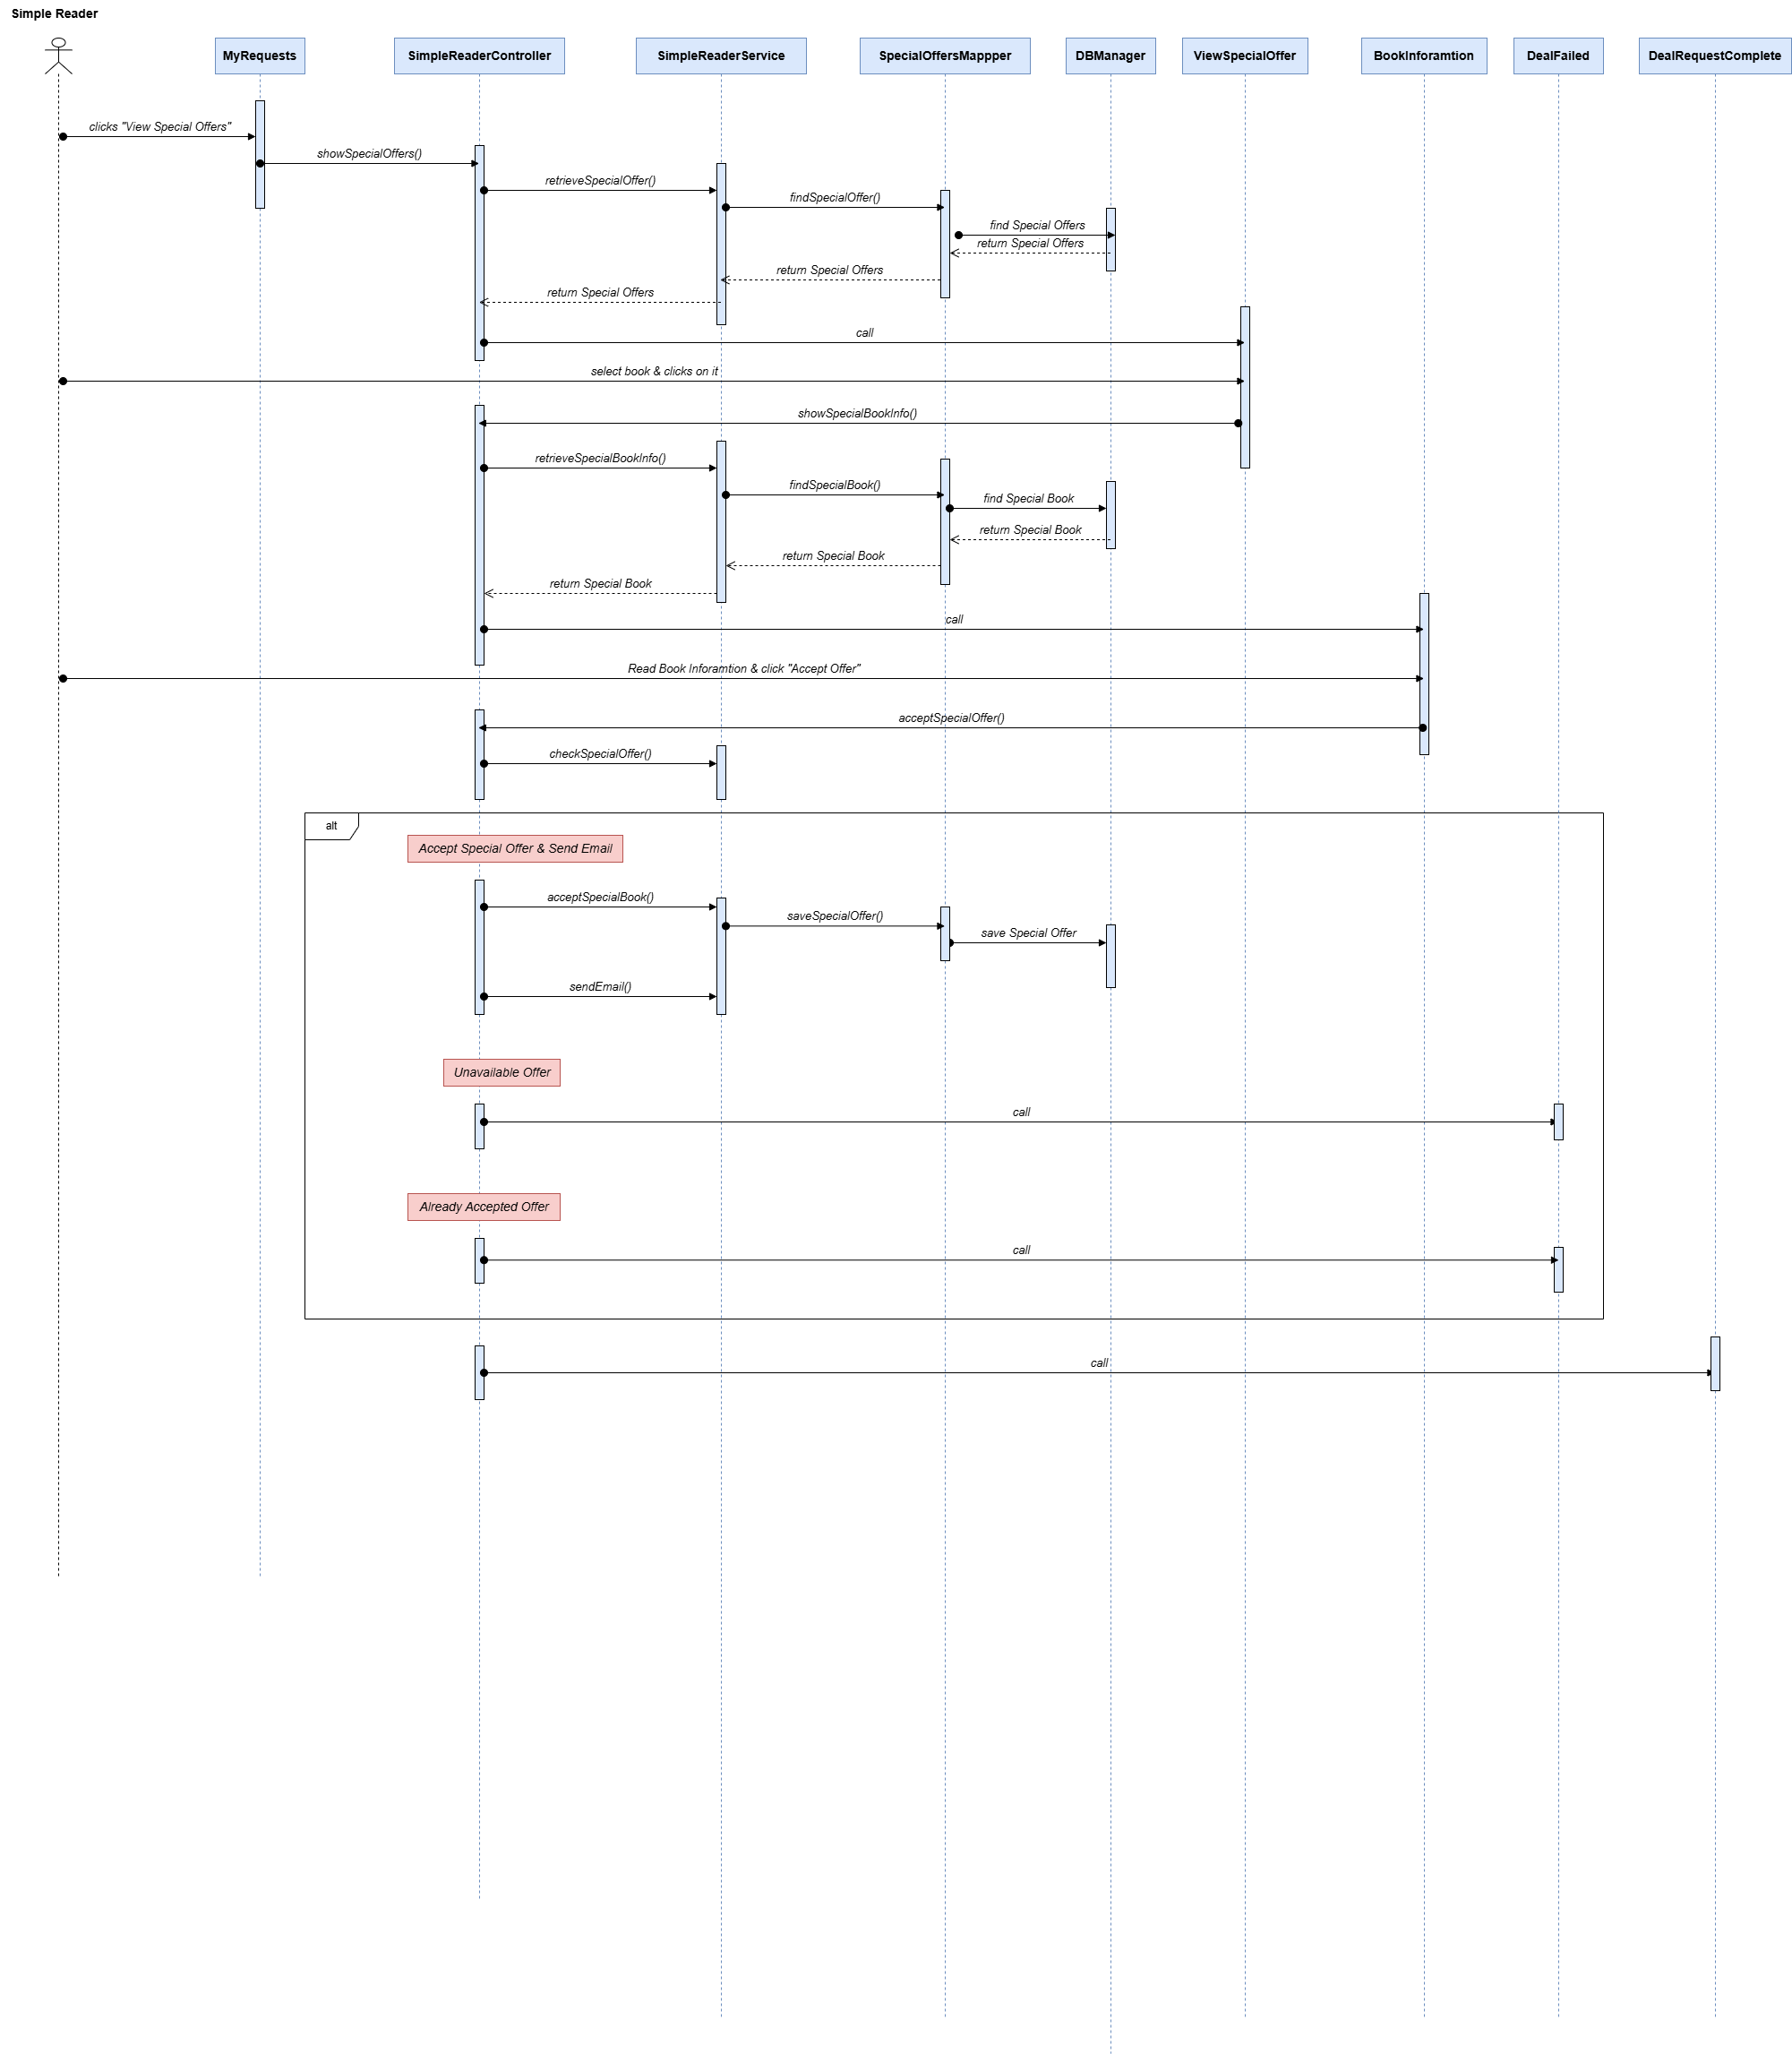 Simple Reader
MyRequests
SimpleReaderController
SimpleReaderService
SpecialOffersMappper
DBManager
ViewSpecialOffer
BookInforamtion
DealFailed
DealRequestComplete
clicks "View Special Offers"
showSpecialOffers()
retrieveSpecialOffer()
findSpecialOffer()
find Special Offers
return Special Offers
return Special Offers
return Special Offers
call
select book & clicks on it
showSpecialBookInfo()
retrieveSpecialBookInfo()
findSpecialBook()
find Special Book
return Special Book
return Special Book
return Special Book
call
Read Book Inforamtion & click "Accept Offer"
acceptSpecialOffer()
checkSpecialOffer()
alt
Accept Special Offer & Send Email
acceptSpecialBook()
saveSpecialOffer()
save Special Offer
sendEmail()
Unavailable Offer
call
Already Accepted Offer
call
call